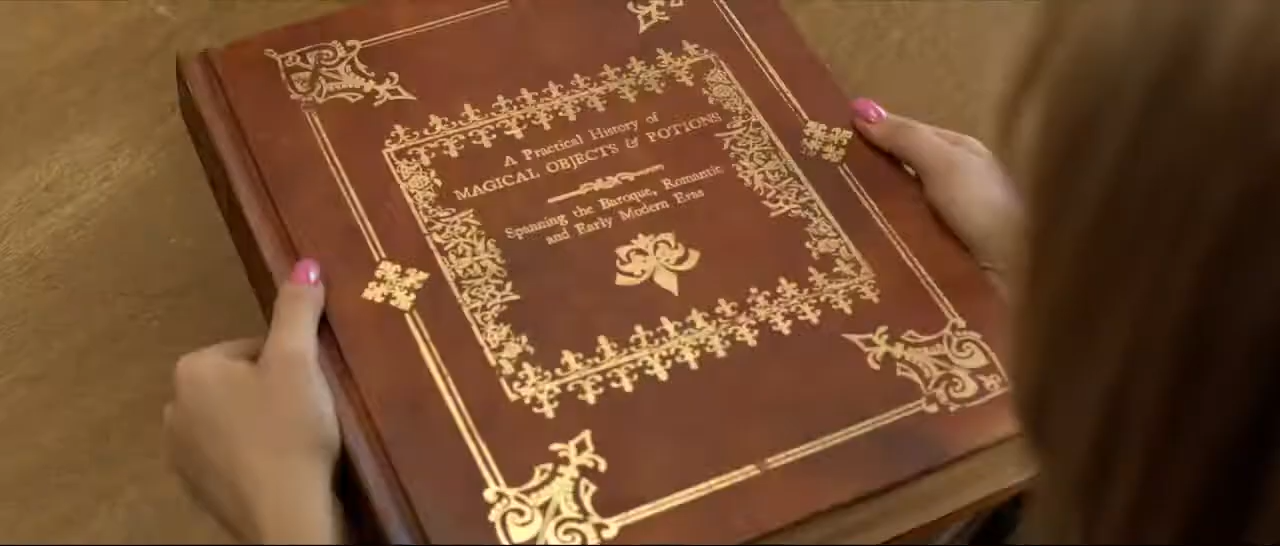 A Practical History of
MAGICAL OBJECTS & POTIONS
Spanning the Baroque, Romantic
and Early Modern Eras